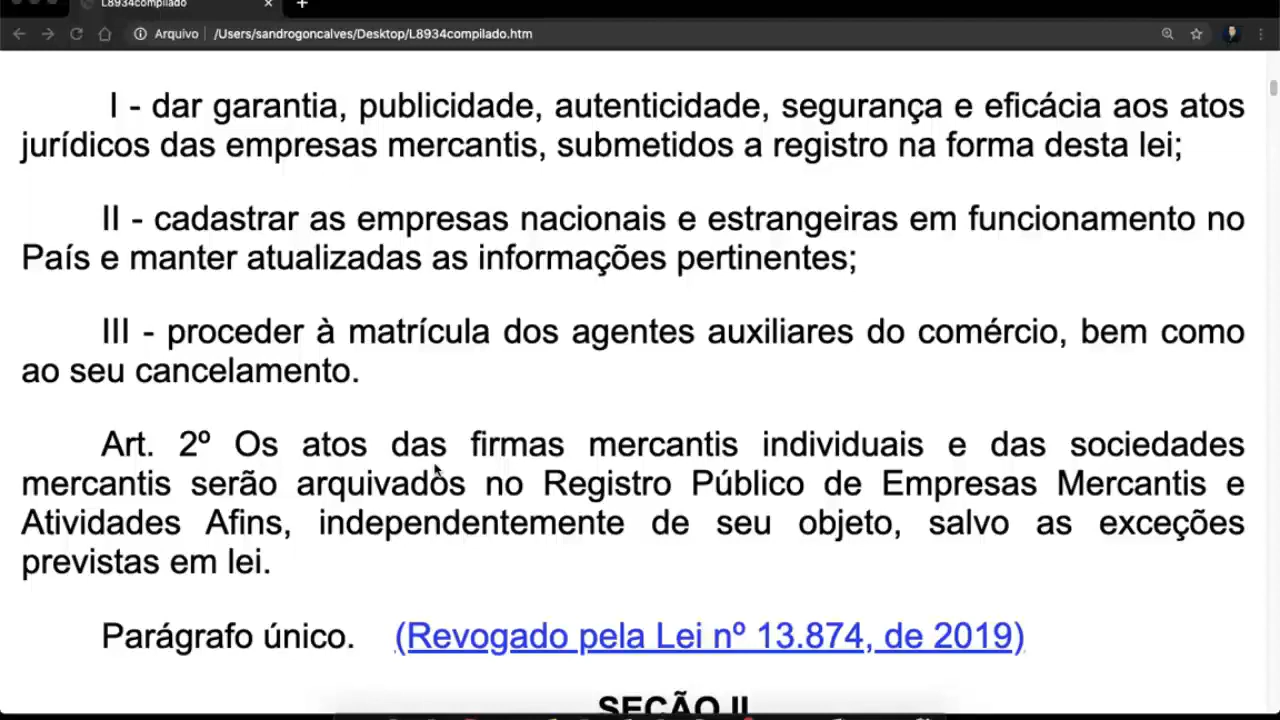 L8934compilado
Arquivo | /Users/sandrogoncalves/Desktop/L8934compilado.htm
I - dar garantia, publicidade, autenticidade, segurança e eficácia aos atos
jurídicos das empresas mercantis, submetidos a registro na forma desta lei;
II - cadastrar as empresas nacionais e estrangeiras em funcionamento no
País e manter atualizadas as informações pertinentes;
III - proceder à matrícula dos agentes auxiliares do comércio, bem como
ao seu cancelamento.
Art. 2º Os atos das firmas mercantis individuais e das sociedades
mercantis serão arquivados no Registro Público de Empresas Mercantis e
Atividades Afins, independentemente de seu objeto, salvo as exceções
previstas em lei.
Parágrafo único. (Revogado pela Lei nº 13.874, de 2019)
SEÇÃO II